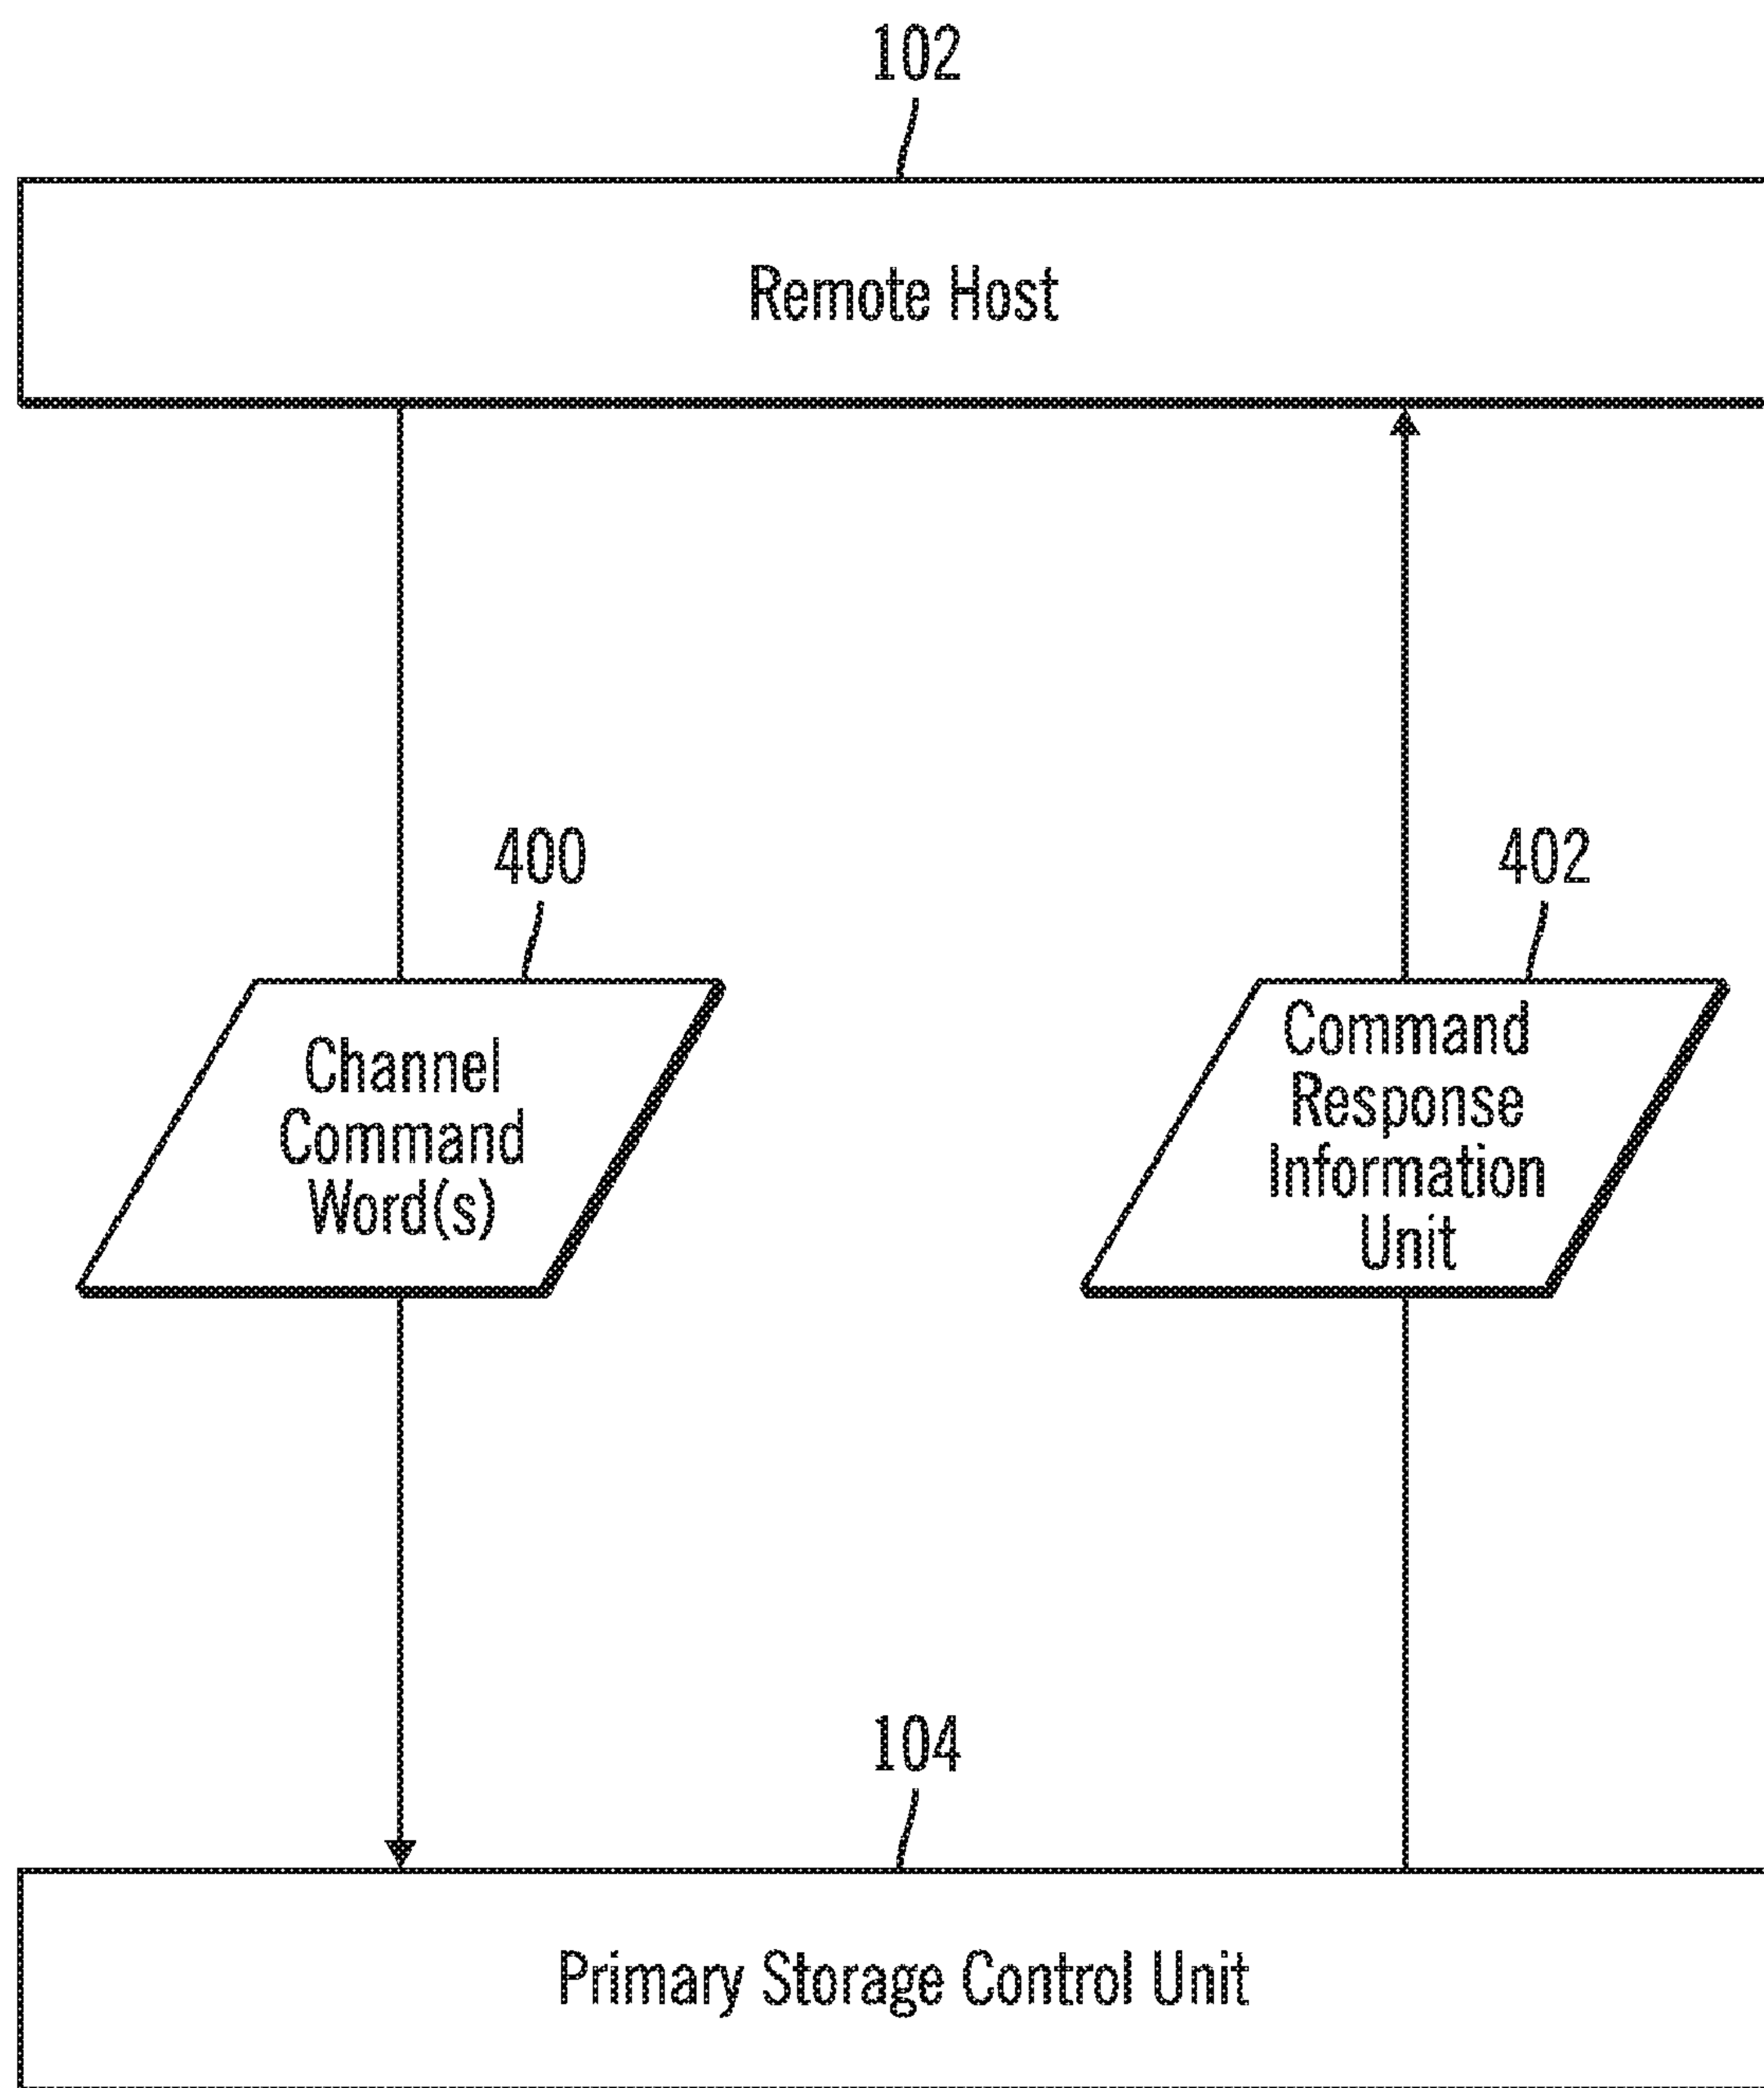 102
Remote Host
400
402
Channel
Command
Word(s)
Command
Response
Information
Unit
104
Primary Storage Control Unit